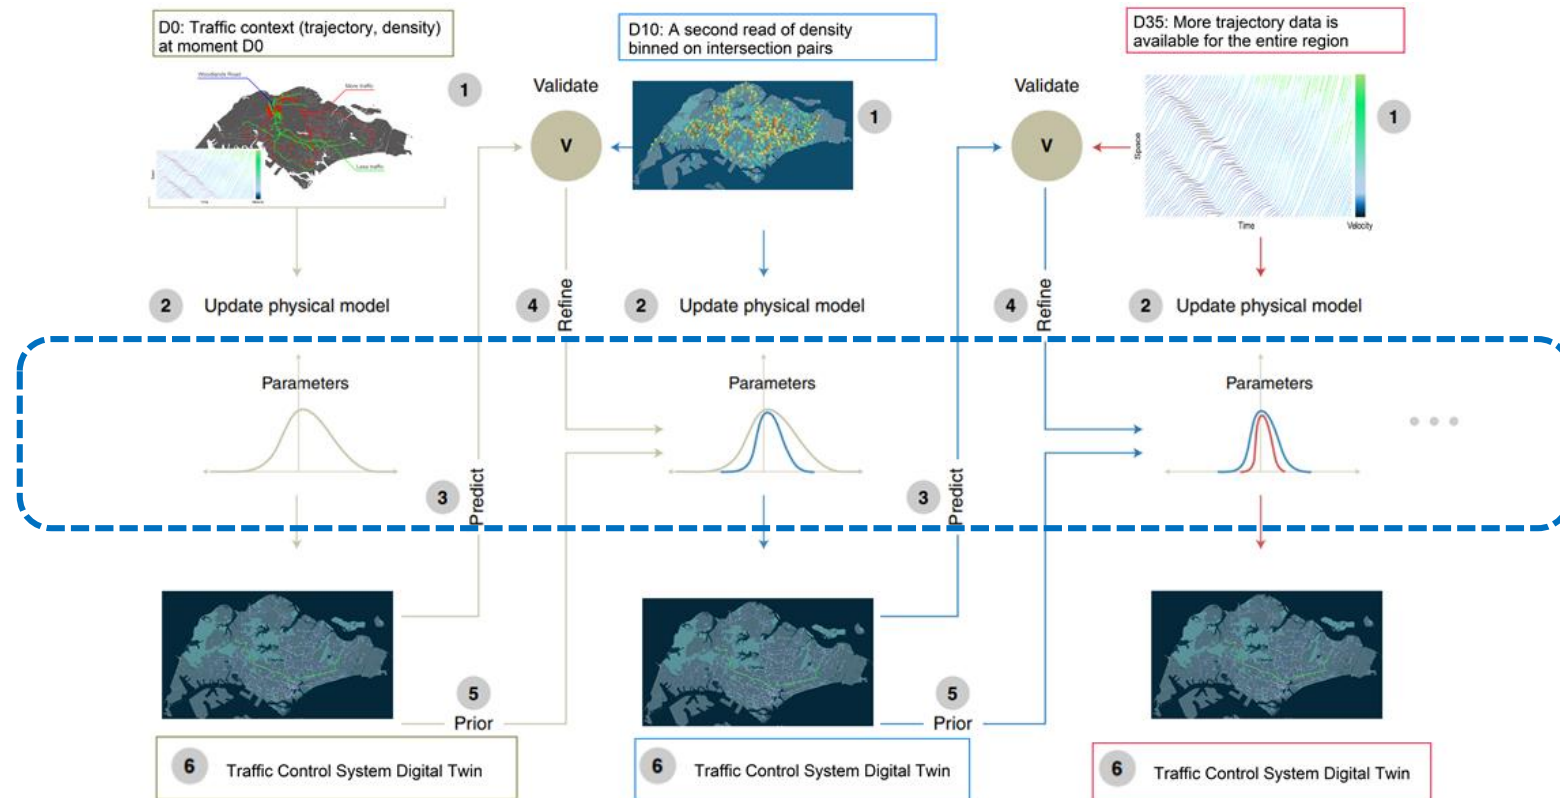 D0: Traffic context (trajectory, density)
at moment D0
D10: A second read of density
binned on intersection pairs
D35: More trajectory data is
available for the entire region
Woodlands Road
More traffic
Less traffic
1
Validate
V
1
Validate
V
1
Space
Time
Velocity
2 Update physical model
4 Refine
2 Update physical model
4 Refine
2 Update physical model
Parameters
Parameters
Parameters
3 Predict
3 Predict
5
Prior
5
Prior
6 Traffic Control System Digital Twin
6 Traffic Control System Digital Twin
6 Traffic Control System Digital Twin